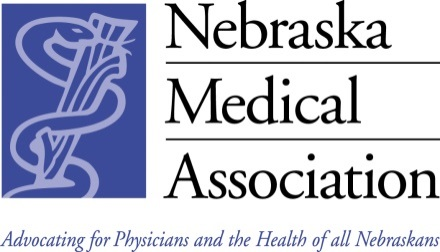 Nebraska
Medical
Association
Advocating for Physicians and the Health of all Nebraskans